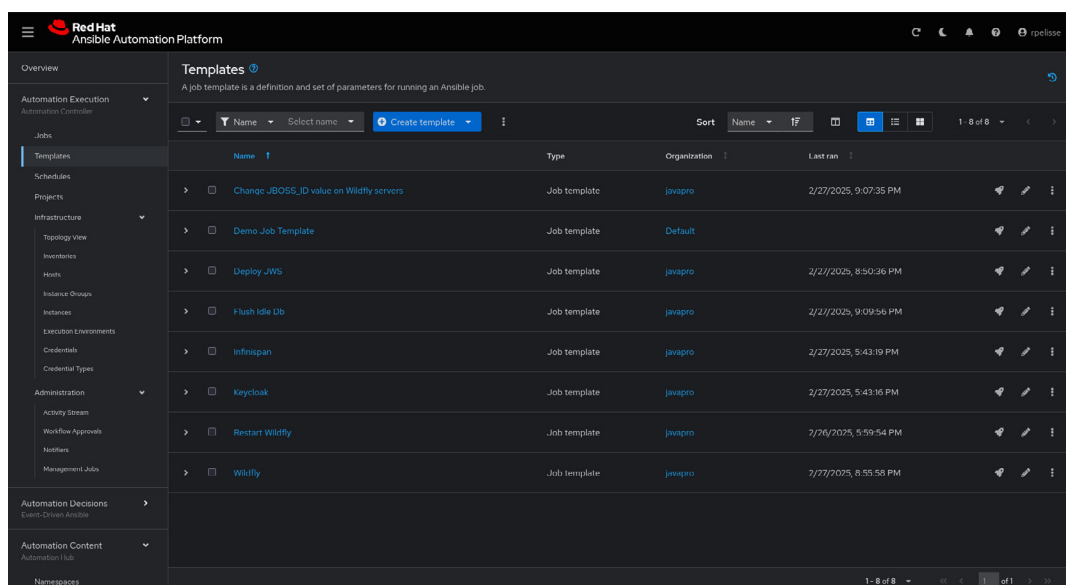 Red Hat
Ansible Automation Platform
rpelisse
Overview
Automation Execution
Automation Controller
Jobs
Templates
Schedules
Projects
Infrastructure
Topology View
Inventories
Hosts
Instance Groups
Instances
Execution Environments
Credentials
Credential Types
Administration
Activity Stream
Workflow Approvals
Notifiers
Management Jobs
Automation Decisions
Event-Driven Ansible
Automation Content
Automation Hub
Namespaces
Templates
A job template is a definition and set of parameters for running an Ansible job.
Name Select name Create template Sort Name 1 - 8 of 8
Name Type Organization Last ran
Change JBOSS_ID value on Wildfly servers Job template javapro 2/27/2025, 9:07:35 PM
Demo Job Template Job template Default
Deploy JWS Job template javapro 2/27/2025, 8:50:36 PM
Flush Idle Db Job template javapro 2/27/2025, 9:09:56 PM
Infinispan Job template javapro 2/27/2025, 5:43:19 PM
Keycloak Job template javapro 2/27/2025, 5:43:16 PM
Restart Wildfly Job template javapro 2/26/2025, 5:59:54 PM
Wildfly Job template javapro 2/27/2025, 8:55:58 PM
1 - 8 of 8 1 of 1